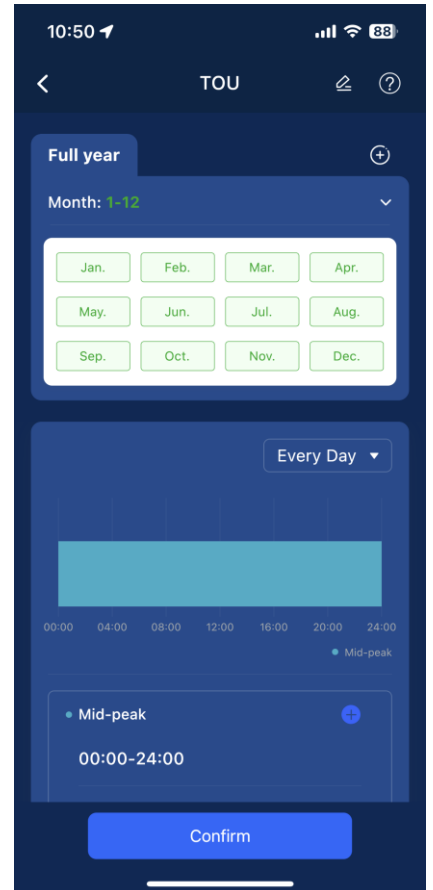 10:50 88
TOU
Full year
Month: 1-12
Jan. Feb. Mar. Apr.
May. Jun. Jul. Aug.
Sep. Oct. Nov. Dec.
Every Day
00:00 04:00 08:00 12:00 16:00 20:00 24:00
Mid-peak
Mid-peak
00:00-24:00
Confirm